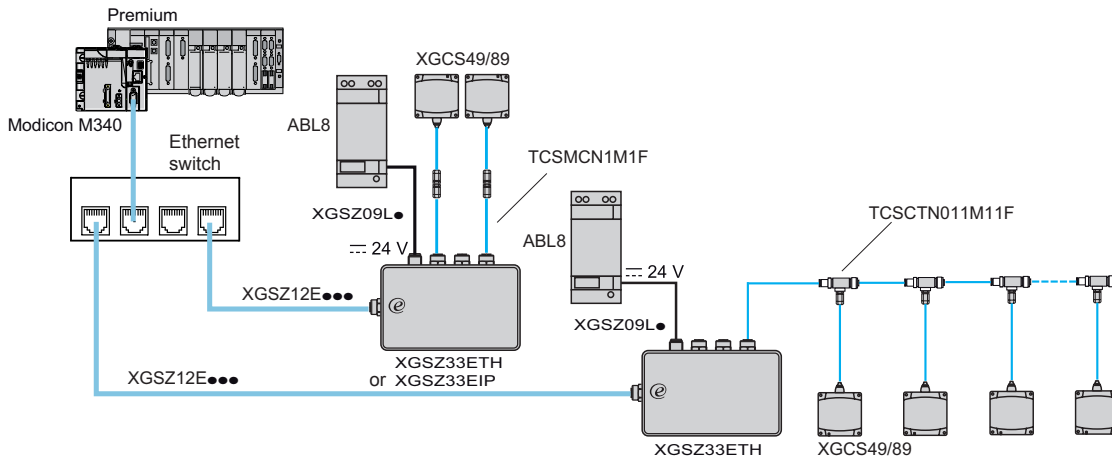 Premium
XGCS49/89
Modicon M340
ABL8
Ethernet
switch
TCSMCN1M1F
XGSZ09L●
24 V
ABL8
TCSCTN011M11F
24 V
XGSZ12E●●●
XGSZ09L●
XGSZ33ETH
or XGSZ33EIP
XGSZ12E●●●
XGSZ33ETH
XGCS49/89
e
e